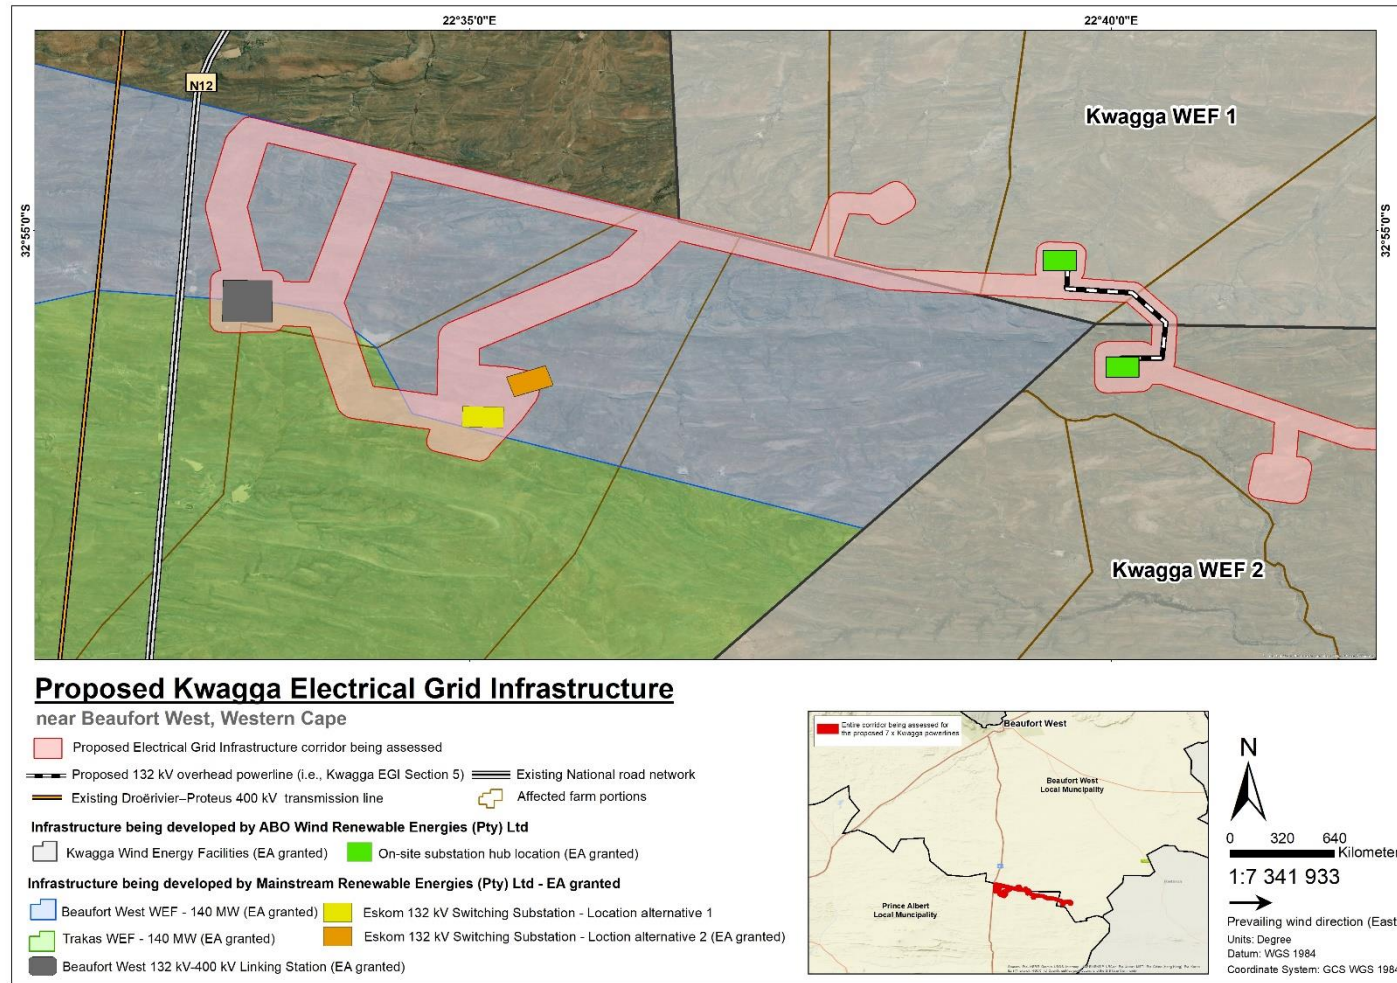 22°35'0"E
22°40'0"E
N12
Kwagga WEF 1
32°55'0"S
32°55'0"S
Kwagga WEF 2
Proposed Kwagga Electrical Grid Infrastructure
near Beaufort West, Western Cape
Proposed Electrical Grid Infrastructure corridor being assessed
Proposed 132 kV overhead powerline (i.e., Kwagga EGI Section 5)
Existing National road network
Existing Droërivier–Proteus 400 kV transmission line
Affected farm portions
Infrastructure being developed by ABO Wind Renewable Energies (Pty) Ltd
Kwagga Wind Energy Facilities (EA granted)
On-site substation hub location (EA granted)
Infrastructure being developed by Mainstream Renewable Energies (Pty) Ltd - EA granted
Beaufort West WEF - 140 MW (EA granted)
Eskom 132 kV Switching Substation - Location alternative 1
Trakas WEF - 140 MW (EA granted)
Eskom 132 kV Switching Substation - Loction alternative 2 (EA granted)
Beaufort West 132 kV-400 kV Linking Station (EA granted)
Entire corridor being assessed for
the proposed 7 x Kwagga powerlines
Beaufort West
Beaufort West
Local Muncipality
Prince Albert
Local Municipality
N
0 320 640
Kilometer
1:7 341 933
Prevailing wind direction (East
Units: Degree
Datum: WGS 1984
Coordinate System: GCS WGS 1984